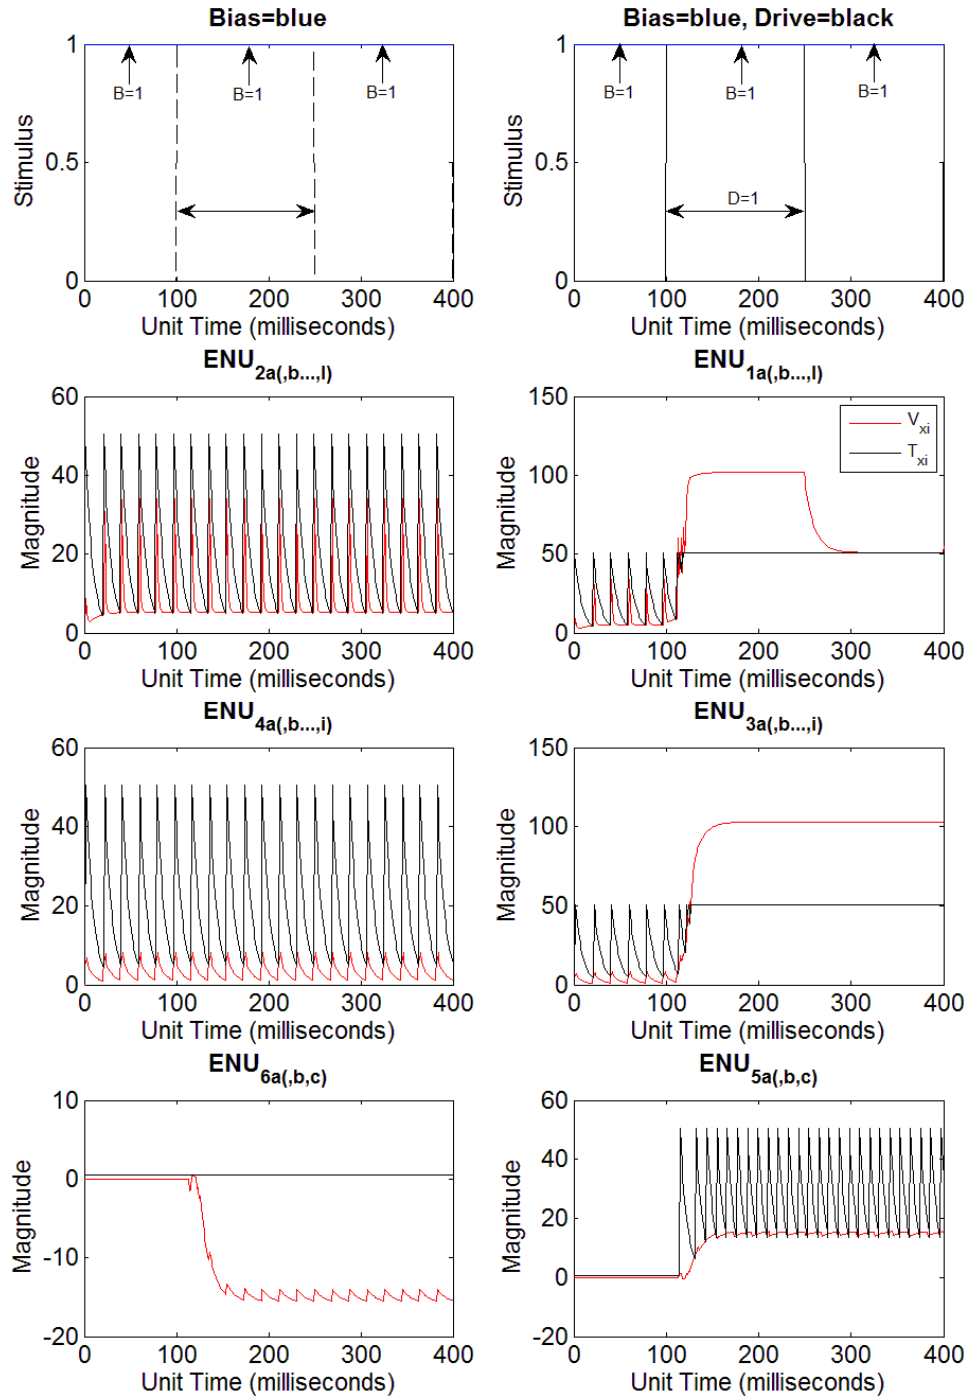 Bias=blue
Bias=blue, Drive=black
1
0.5
0
Stimulus
B=1
B=1
B=1
0 100 200 300 400
Unit Time (milliseconds)
1
0.5
0
Stimulus
B=1
B=1
B=1
D=1
0 100 200 300 400
Unit Time (milliseconds)
ENU2a(,b...,l)
60
40
20
0
Magnitude
0 100 200 300 400
Unit Time (milliseconds)
ENU1a(,b...,l)
150
100
50
0
Magnitude
Vxi
Txi
0 100 200 300 400
Unit Time (milliseconds)
ENU4a(,b...,i)
60
40
20
0
Magnitude
0 100 200 300 400
Unit Time (milliseconds)
ENU3a(,b...,i)
150
100
50
0
Magnitude
0 100 200 300 400
Unit Time (milliseconds)
ENU6a(,b,c)
10
0
-10
-20
Magnitude
0 100 200 300 400
Unit Time (milliseconds)
ENU5a(,b,c)
60
40
20
0
-20
Magnitude
0 100 200 300 400
Unit Time (milliseconds)